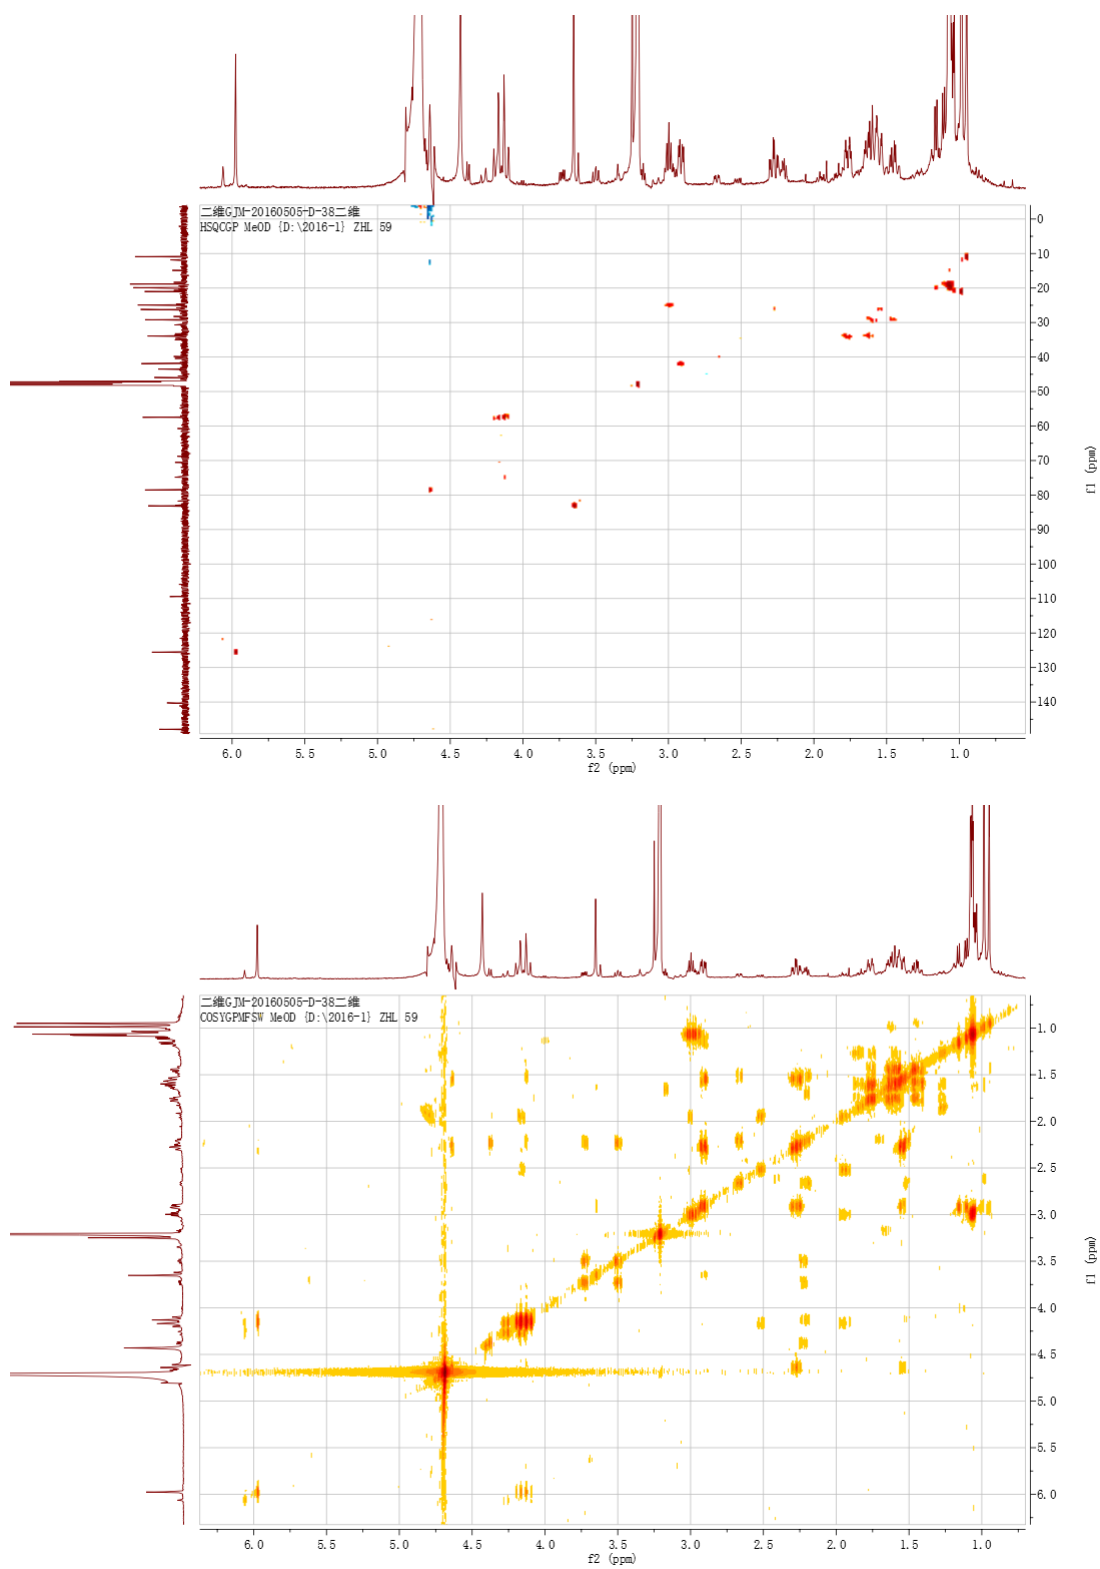 二维GJM-20160505-D-38二维
HSQCGP MeOD {D:\2016-1} ZHL 59
0
10
20
30
40
50
60
70
80
90
100
110
120
130
140
f1 (ppm)
6.0 5.5 5.0 4.5 4.0 3.5 3.0 2.5 2.0 1.5 1.0
f2 (ppm)
二维GJM-20160505-D-38二维
COSYGPMFSW MeOD {D:\2016-1} ZHL 59
1.0
1.5
2.0
2.5
3.0
3.5
4.0
4.5
5.0
5.5
6.0
f1 (ppm)
6.0 5.5 5.0 4.5 4.0 3.5 3.0 2.5 2.0 1.5 1.0
f2 (ppm)